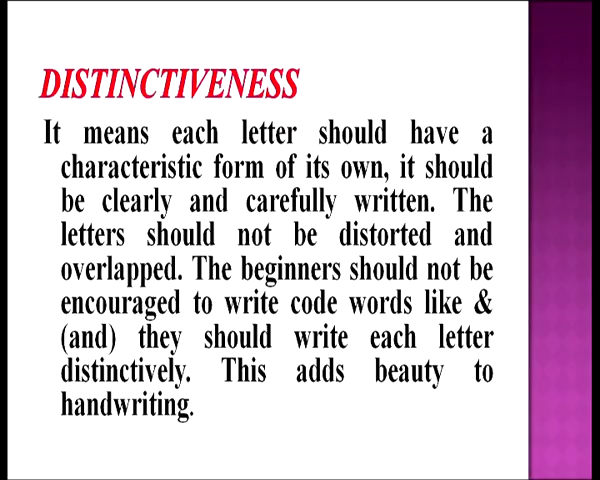 DISTINCTIVENESS
It means each letter should have a
characteristic form of its own, it should
be clearly and carefully written. The
letters should not be distorted and
overlapped. The beginners should not be
encouraged to write code words like &
(and) they should write each letter
distinctively. This adds beauty to
handwriting.